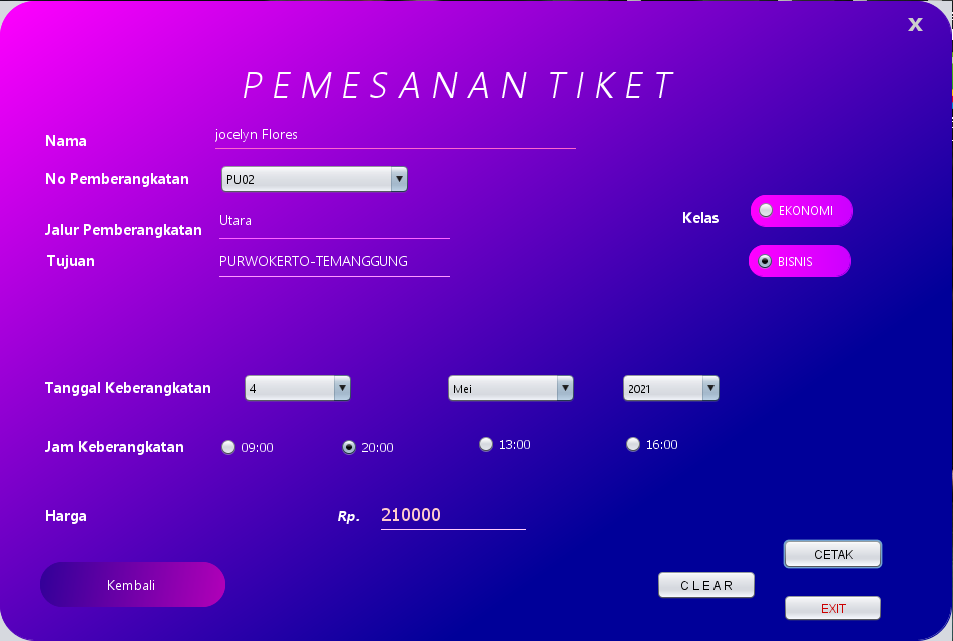 X
PEMESANAN TIKET
Nama jocelyn Flores
No Pemberangkatan PU02
Jalur Pemberangkatan Utara
Kelas EKONOMI
Tujuan PURWOKERTO-TEMANGGUNG
BISNIS
Tanggal Keberangkatan 4 Mei 2021
Jam Keberangkatan 09:00 20:00 13:00 16:00
Harga Rp. 210000
CETAK
Kembali CLEAR
EXIT